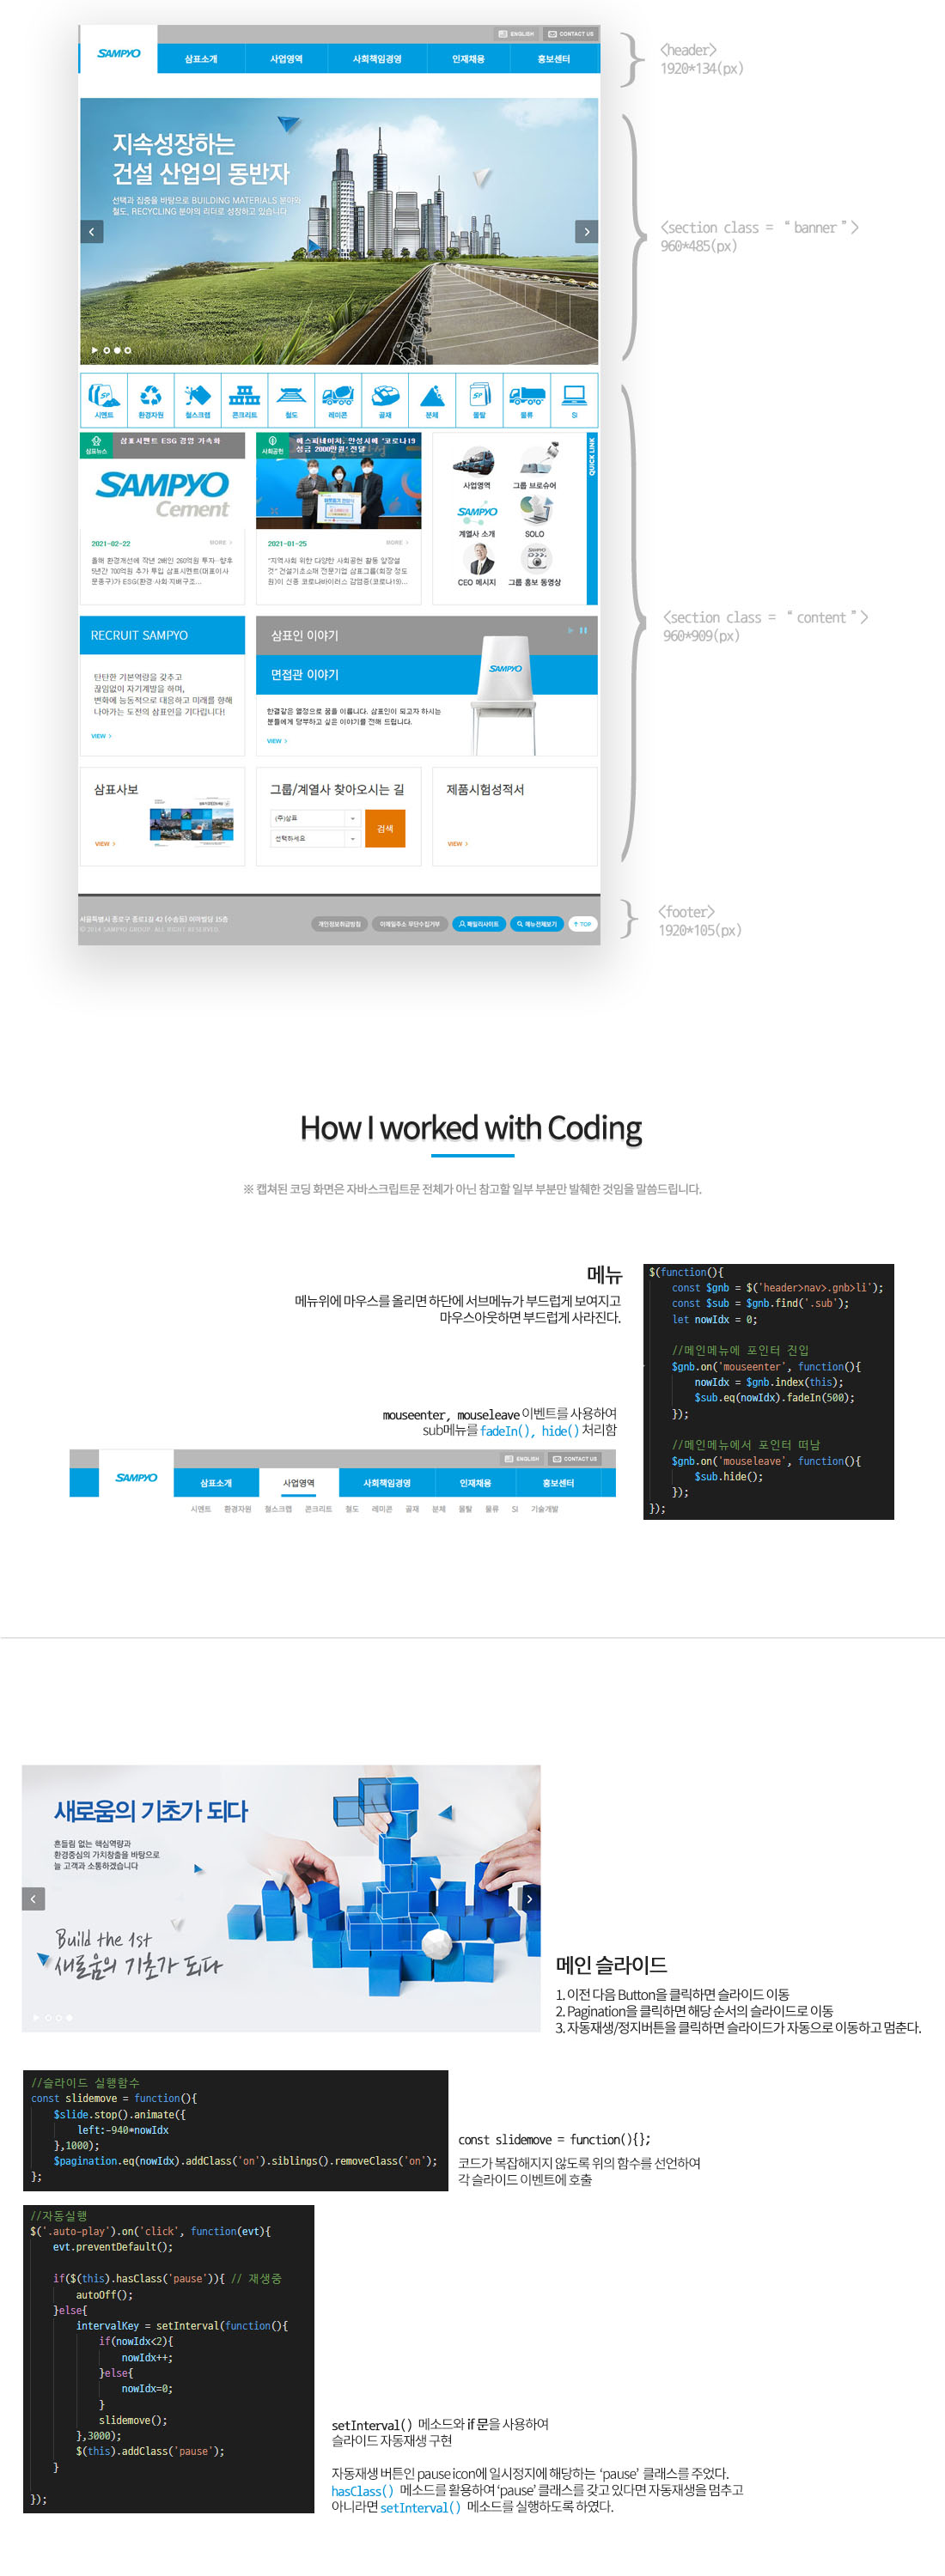 ENGLISH
CONTACT US
SAMPYO
삼표소개
사업영역
사회책임경영
인재채용
홍보센터
<header>
1920*134(px)
지속성장하는
건설 산업의 동반자
선택과 집중을 바탕으로 BUILDING MATERIALS 분야와
철도, RECYCLING 분야의 리더로 성장하고 있습니다
<section class = “ banner ” >
960*485(px)
시멘트
환경자원
철스크랩
콘크리트
철도
레미콘
골재
분체
몰탈
물류
SI
삼표뉴스
삼표시멘트 ESG 경영 가속화
SAMPYO
Cement
2021-02-22
MORE >
올해 환경개선에 작년 2배인 260억원 투자…향후
5년간 700억원 추가 투입 삼표시멘트(대표이사
문종구)가 ESG(환경·사회·지배구조...
사회공헌
에스피네이처, 안성시에 '코로나19
성금 2000만원' 전달
2021-01-25
MORE >
"지역사회 위한 다양한 사회공헌 활동 앞장설
것" 건설기초소재 전문기업 삼표그룹(회장 정도
원)이 신종 코로나바이러스 감염증(코로나19)...
QUICK LINK
사업영역
그룹 브로슈어
SAMPYO
계열사 소개
SOLO
CEO 메시지
그룹 홍보 동영상
<section class = “ content ” >
960*909(px)
RECRUIT SAMPYO
탄탄한 기본역량을 갖추고
끊임없이 자기계발을 하며,
변화에 능동적으로 대응하고 미래를 향해
나아가는 도전의 삼표인을 기다립니다!
VIEW >
삼표인 이야기
면접관 이야기
한결같은 열정으로 꿈을 이룹니다. 삼표인이 되고자 하시는
분들에게 당부하고 싶은 이야기를 전해 드립니다.
VIEW >
SAMPYO
삼표사보
VIEW >
그룹/계열사 찾아오시는 길
(주)삼표
선택하세요
검색
제품시험성적서
VIEW >
서울특별시 종로구 종로1길 42 (수송동) 이마빌딩 15층
© 2014 SAMPYO GROUP. ALL RIGHT RESERVED.
개인정보취급방침
이메일주소 무단수집거부
패밀리사이트
메뉴전체보기
TOP
<footer>
1920*105(px)
How I worked with Coding
※ 캡쳐된 코딩 화면은 자바스크립트문 전체가 아닌 참고할 일부 부분만 발췌한 것임을 말씀드립니다.
메뉴
메뉴위에 마우스를 올리면 하단에 서브메뉴가 부드럽게 보여지고
마우스아웃하면 부드럽게 사라진다.
mouseenter, mouseleave 이벤트를 사용하여
sub메뉴를 fadeIn(), hide() 처리함
$(function(){
const $gnb = $('header>nav>.gnb>li');
const $sub = $gnb.find('.sub');
let nowIdx = 0;
//메인메뉴에 포인터 진입
$gnb.on('mouseenter', function(){
nowIdx = $gnb.index(this);
$sub.eq(nowIdx).fadeIn(500);
});
//메인메뉴에서 포인터 떠남
$gnb.on('mouseleave', function(){
$sub.hide();
});
});
ENGLISH
CONTACT US
SAMPYO
삼표소개
사업영역
사회책임경영
인재채용
홍보센터
시멘트 환경자원 철스크랩 콘크리트 철도 레미콘 골재 분체 몰탈 물류 SI 기술개발
새로움의 기초가 되다
흔들림 없는 핵심역량과
환경중심의 가치창출을 바탕으로
늘 고객과 소통하겠습니다
Build the 1st
새로움의 기초가 되다
메인 슬라이드
1. 이전 다음 Button을 클릭하면 슬라이드 이동
2. Pagination을 클릭하면 해당 순서의 슬라이드로 이동
3. 자동재생/정지버튼을 클릭하면 슬라이드가 자동으로 이동하고 멈춘다.
//슬라이드 실행함수
const slidemove = function(){
$slide.stop().animate({
left:-940*nowIdx
},1000);
$pagination.eq(nowIdx).addClass('on').siblings().removeClass('on');
};
const slidemove = function(){};
코드가 복잡해지지 않도록 위의 함수를 선언하여
각 슬라이드 이벤트에 호출
//자동실행
$('.auto-play').on('click', function(evt){
evt.preventDefault();
if($(this).hasClass('pause')){ // 재생중
autoOff();
}else{
intervalKey = setInterval(function(){
if(nowIdx<2){
nowIdx++;
}else{
nowIdx=0;
}
slidemove();
},3000);
$(this).addClass('pause');
}
});
setInterval() 메소드와 if 문을 사용하여
슬라이드 자동재생 구현
자동재생 버튼인 pause icon에 일시정지에 해당하는 ‘pause’ 클래스를 주었다.
hasClass() 메소드를 활용하여 ‘pause’ 클래스를 갖고 있다면 자동재생을 멈추고
아니라면 setInterval() 메소드를 실행하도록 하였다.